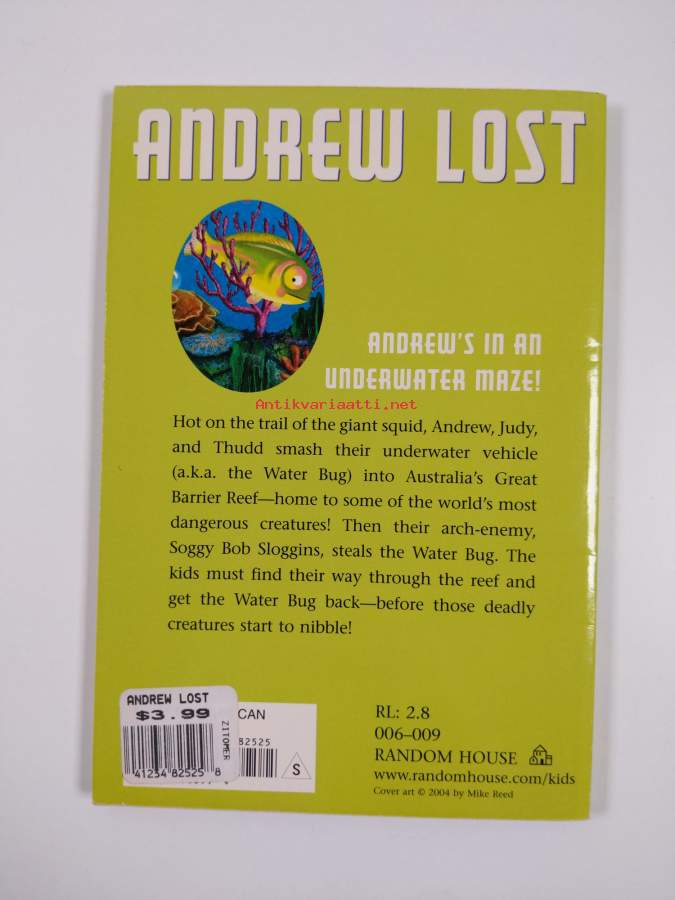 ANDREW LOST
ANDREW'S IN AN
UNDERWATER MAZE!
Antikvariaatti.net
Hot on the trail of the giant squid, Andrew, Judy,
and Thudd smash their underwater vehicle
(a.k.a. the Water Bug) into Australia's Great
Barrier Reef—home to some of the world's most
dangerous creatures! Then their arch-enemy,
Soggy Bob Sloggins, steals the Water Bug. The
kids must find their way through the reef and
get the Water Bug back—before those deadly
creatures start to nibble!
ANDREW LOST
$3.99
ZITOMER
41234 82525 8
CAN
82525
S
RL: 2.8
006–009
RANDOM HOUSE
www.randomhouse.com/kids
Cover art © 2004 by Mike Reed